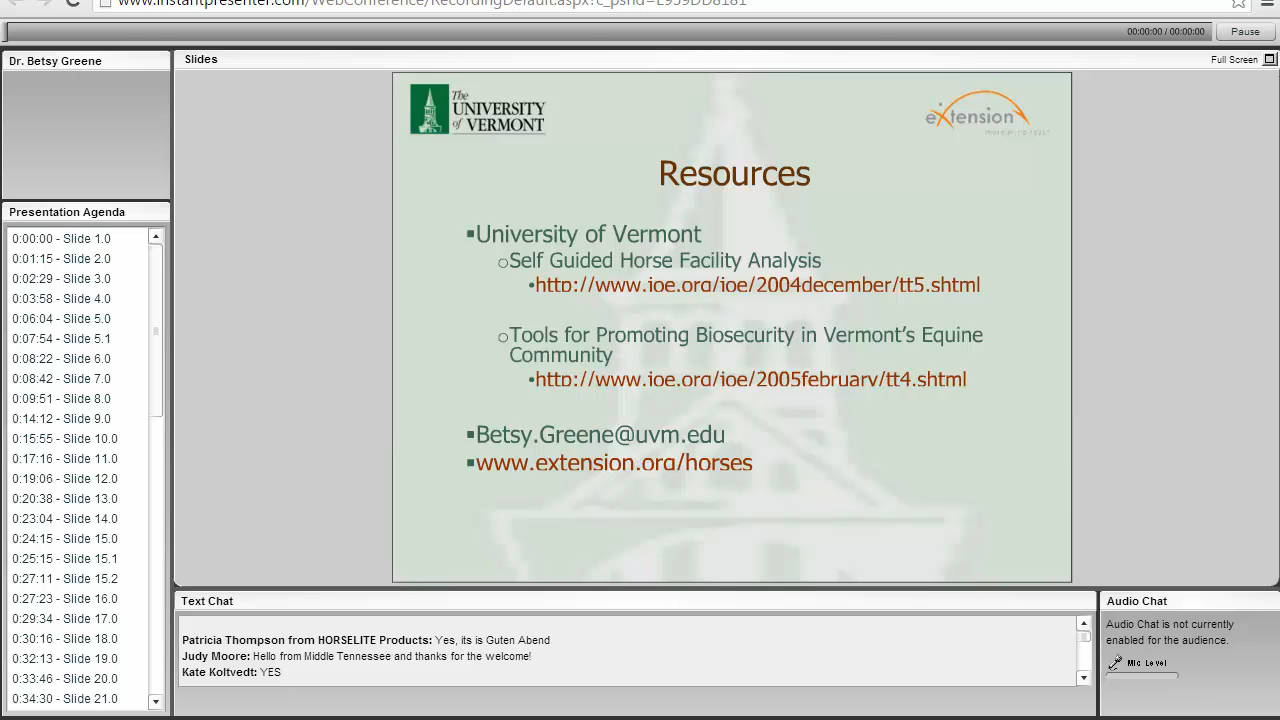 www.instantpresenter.com/WebConference/RecordingDefault.aspx?c_psrid=E959DD8181
00:00:00 / 00:00:00
Pause
Dr. Betsy Greene
Slides
Full Screen
The
UNIVERSITY
of VERMONT
eXtension
Resources
▪University of Vermont
oSelf Guided Horse Facility Analysis
•http://www.joe.org/joe/2004december/tt5.shtml
oTools for Promoting Biosecurity in Vermont's Equine
Community
•http://www.joe.org/joe/2005february/tt4.shtml
▪Betsy.Greene@uvm.edu
▪www.extension.org/horses
Presentation Agenda
0:00:00 - Slide 1.0
0:01:15 - Slide 2.0
0:02:29 - Slide 3.0
0:03:58 - Slide 4.0
0:06:04 - Slide 5.0
0:07:54 - Slide 5.1
0:08:22 - Slide 6.0
0:08:42 - Slide 7.0
0:09:51 - Slide 8.0
0:14:12 - Slide 9.0
0:15:55 - Slide 10.0
0:17:16 - Slide 11.0
0:19:06 - Slide 12.0
0:20:38 - Slide 13.0
0:23:04 - Slide 14.0
0:24:15 - Slide 15.0
0:25:15 - Slide 15.1
0:27:11 - Slide 15.2
0:27:23 - Slide 16.0
0:29:34 - Slide 17.0
0:30:16 - Slide 18.0
0:32:13 - Slide 19.0
0:33:46 - Slide 20.0
0:34:30 - Slide 21.0
Text Chat
Patricia Thompson from HORSELITE Products: Yes, its is Guten Abend
Judy Moore: Hello from Middle Tennessee and thanks for the welcome!
Kate Koltvedt: YES
Audio Chat
Audio Chat is not currently
enabled for the audience.
Mic Level